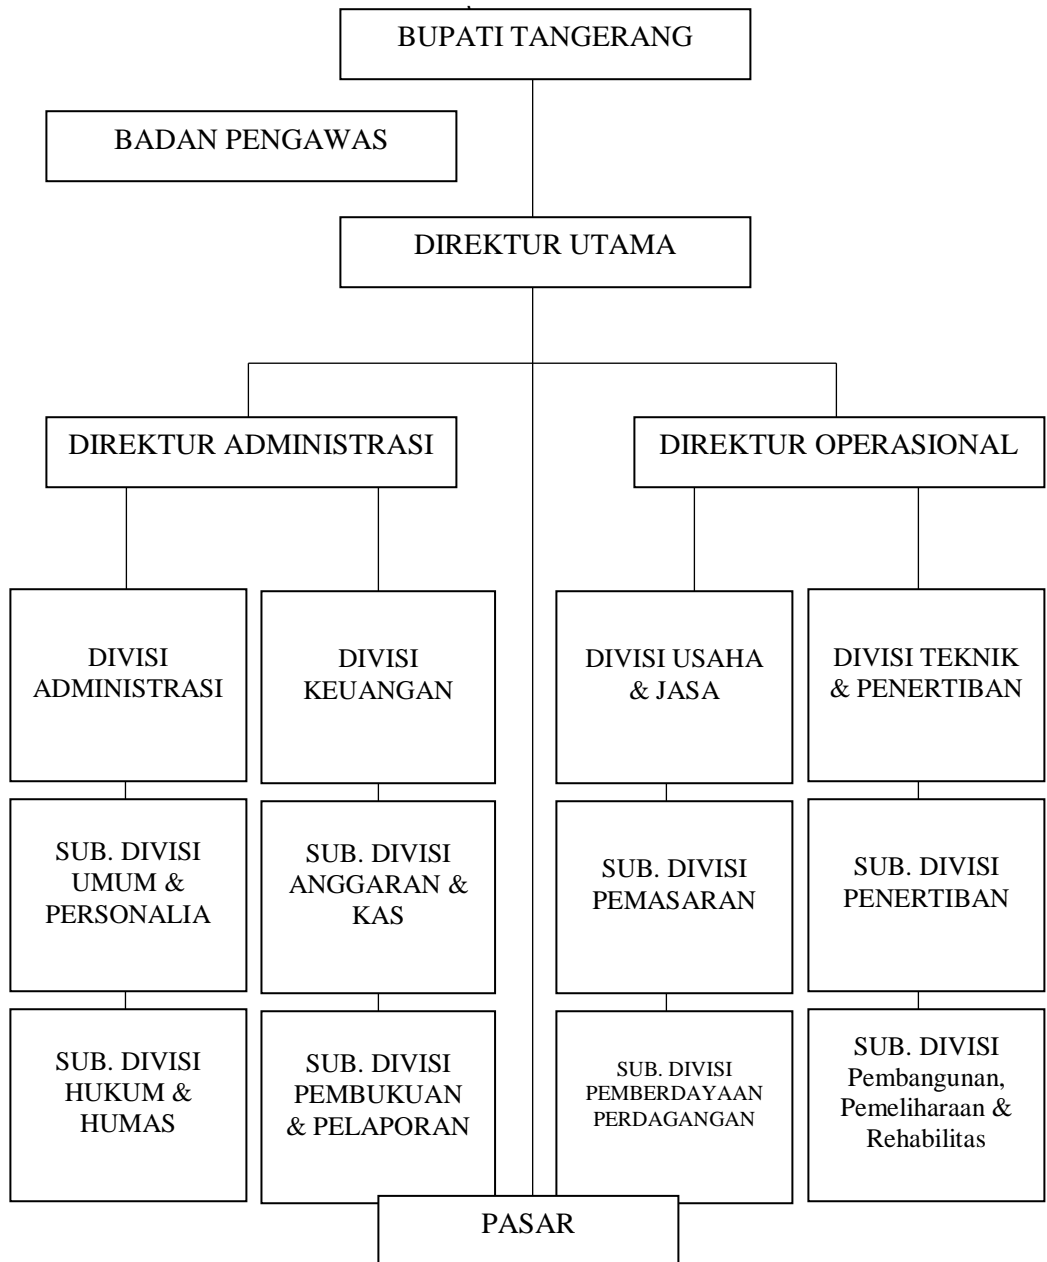 BUPATI TANGERANG
BADAN PENGAWAS
DIREKTUR UTAMA
DIREKTUR ADMINISTRASI
DIREKTUR OPERASIONAL
DIVISI
ADMINISTRASI
DIVISI
KEUANGAN
DIVISI USAHA
& JASA
DIVISI TEKNIK
& PENERTIBAN
SUB. DIVISI
UMUM &
PERSONALIA
SUB. DIVISI
ANGGARAN &
KAS
SUB. DIVISI
PEMASARAN
SUB. DIVISI
PENERTIBAN
SUB. DIVISI
HUKUM &
HUMAS
SUB. DIVISI
PEMBUKUAN
& PELAPORAN
SUB. DIVISI
PEMBERDAYAAN
PERDAGANGAN
SUB. DIVISI
Pembangunan,
Pemeliharaan &
Rehabilitas
PASAR